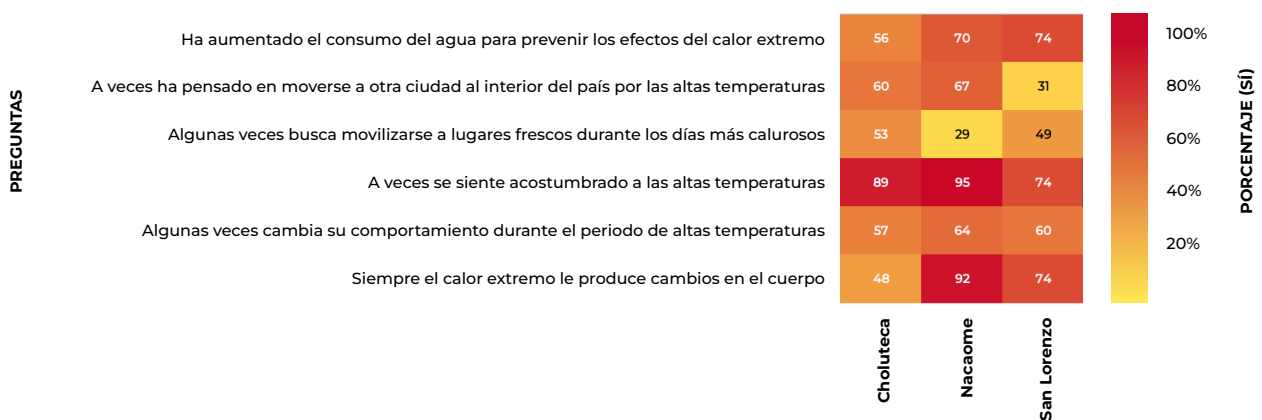 Ha aumentado el consumo del agua para prevenir los efectos del calor extremo 56 70 74
A veces ha pensado en moverse a otra ciudad al interior del país por las altas temperaturas 60 67 31
Algunas veces busca movilizarse a lugares frescos durante los días más calurosos 53 29 49
A veces se siente acostumbrado a las altas temperaturas 89 95 74
Algunas veces cambia su comportamiento durante el periodo de altas temperaturas 57 64 60
Siempre el calor extremo le produce cambios en el cuerpo 48 92 74
PREGUNTAS
Choluteca
Nacaome
San Lorenzo
100%
80%
60%
40%
20%
PORCENTAJE (SÍ)